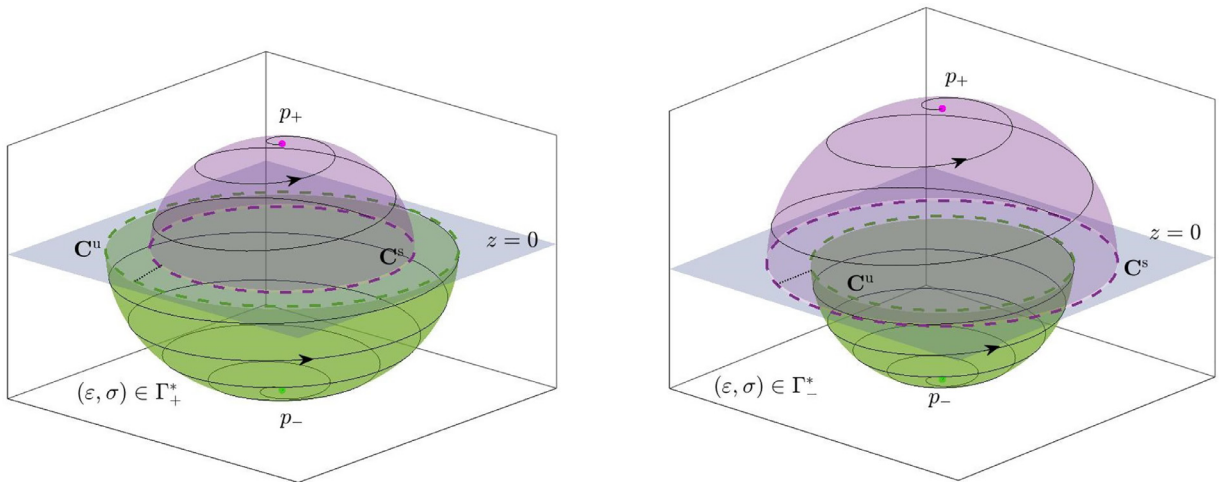 p₊
Cᵘ
Cˢ
z = 0
(ε, σ) ∈ Γ₊*
p₋
p₊
z = 0
Cᵘ
Cˢ
(ε, σ) ∈ Γ₋*
p₋